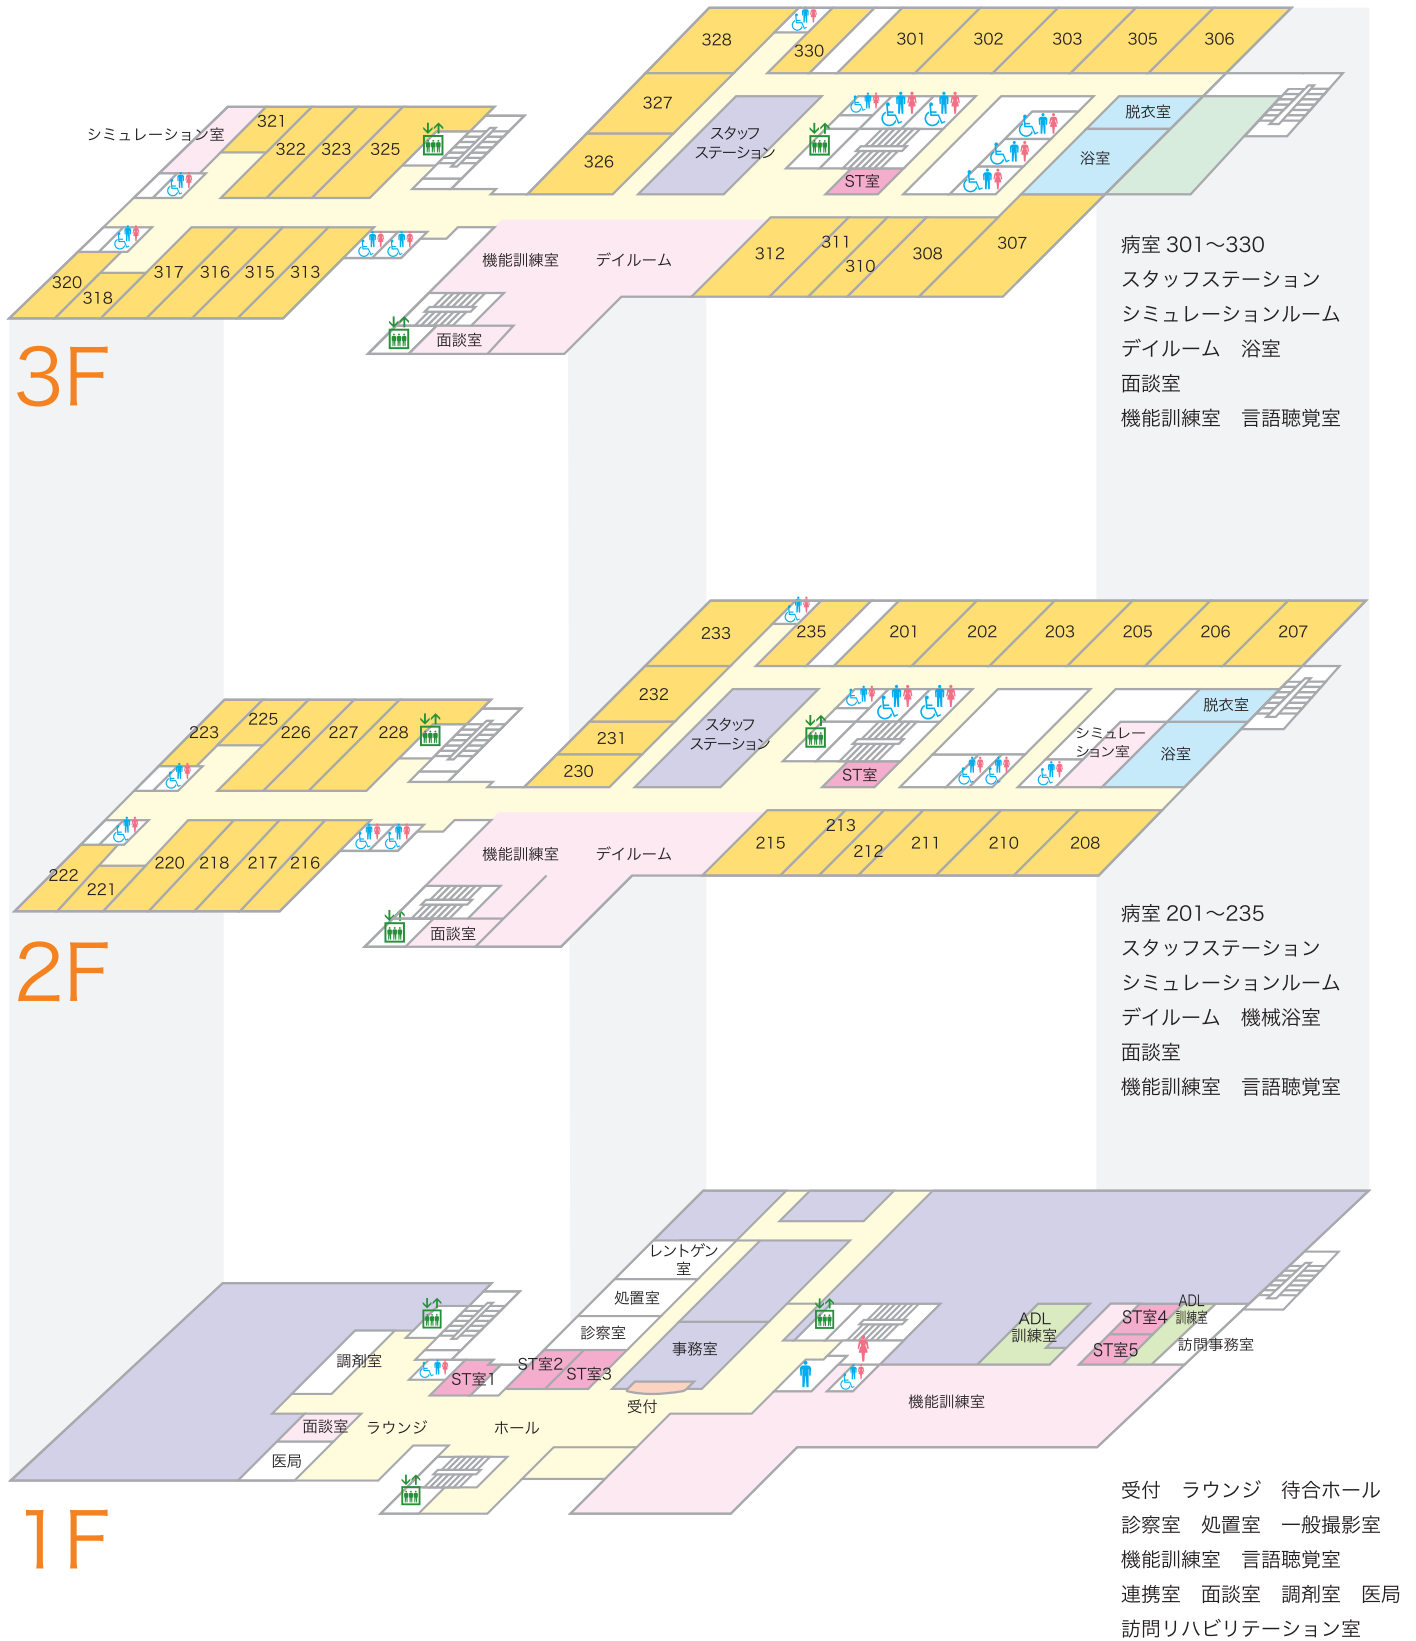 328
330
301
302
303
305
306
327
326
スタッフ
ステーション
ST室
脱衣室
浴室
シミュレーション室
321
322
323
325
320
318
317
316
315
313
機能訓練室
デイルーム
面談室
312
311
310
308
307
3F
病室 301～330
スタッフステーション
シミュレーションルーム
デイルーム　浴室
面談室
機能訓練室　言語聴覚室
233
235
201
202
203
205
206
207
232
231
230
スタッフ
ステーション
ST室
シミュレー
ション室
脱衣室
浴室
223
225
226
227
228
222
221
220
218
217
216
機能訓練室
デイルーム
面談室
215
213
212
211
210
208
2F
病室 201～235
スタッフステーション
シミュレーションルーム
デイルーム　機械浴室
面談室
機能訓練室　言語聴覚室
レントゲン
室
処置室
診察室
ST室2
ST室3
事務室
受付
調剤室
ST室1
面談室
医局
ラウンジ
ホール
ADL
訓練室
ST室4
ST室5
ADL
訓練室
訪問事務室
機能訓練室
1F
受付　ラウンジ　待合ホール
診察室　処置室　一般撮影室
機能訓練室　言語聴覚室
連携室　面談室　調剤室　医局
訪問リハビリテーション室